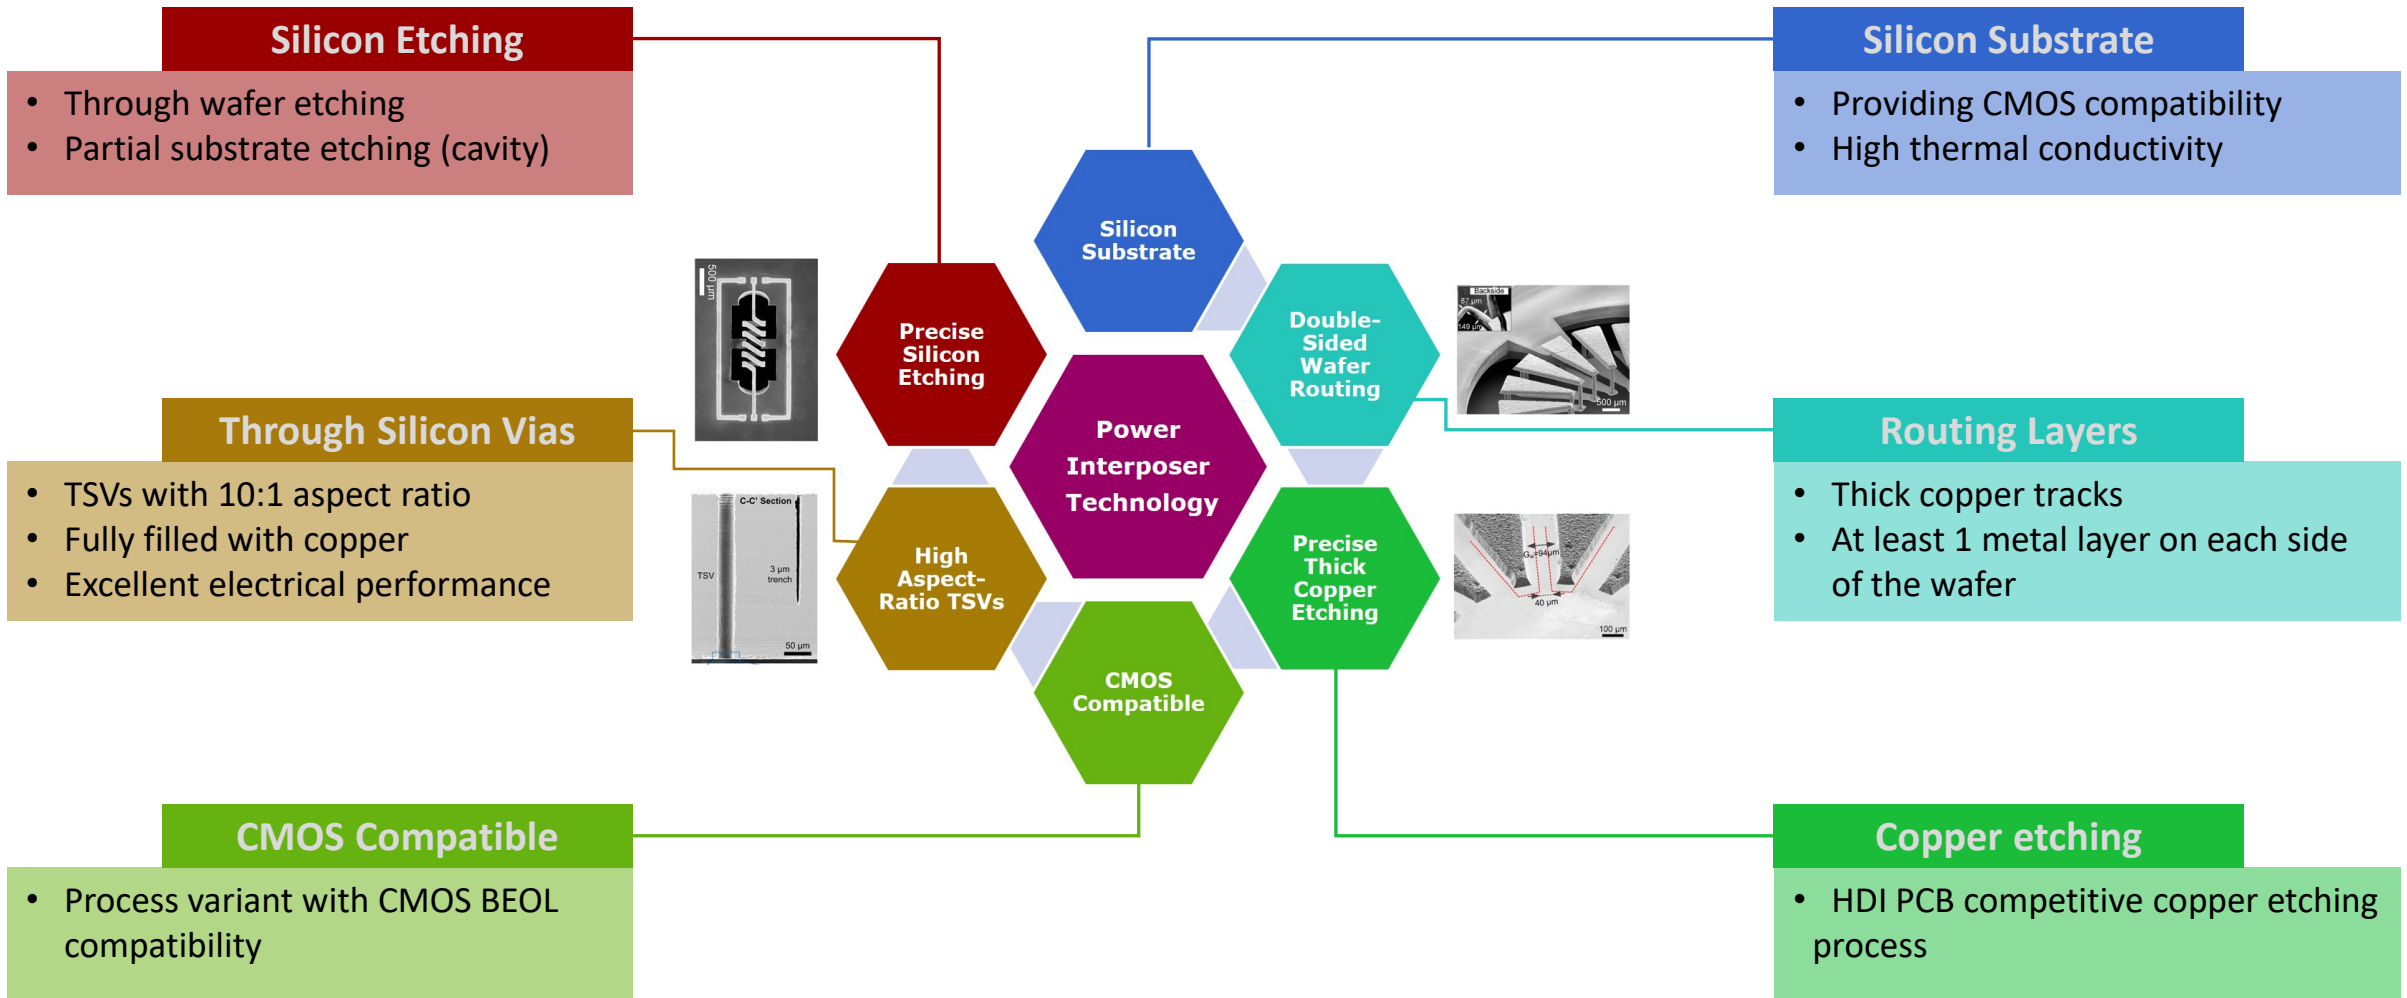 Silicon Etching
• Through wafer etching
• Partial substrate etching (cavity)
Silicon Substrate
• Providing CMOS compatibility
• High thermal conductivity
Silicon
Substrate
Precise
Silicon
Etching
Double-
Sided
Wafer
Routing
Power
Interposer
Technology
High
Aspect-
Ratio TSVs
Precise
Thick
Copper
Etching
CMOS
Compatible
500 µm
Backside
67 µm
149 µm
500 µm
C-C' Section
TSV
3 µm
trench
50 µm
=94µm
40 µm
100 µm
Through Silicon Vias
• TSVs with 10:1 aspect ratio
• Fully filled with copper
• Excellent electrical performance
Routing Layers
• Thick copper tracks
• At least 1 metal layer on each side
of the wafer
CMOS Compatible
• Process variant with CMOS BEOL
compatibility
Copper etching
• HDI PCB competitive copper etching
process